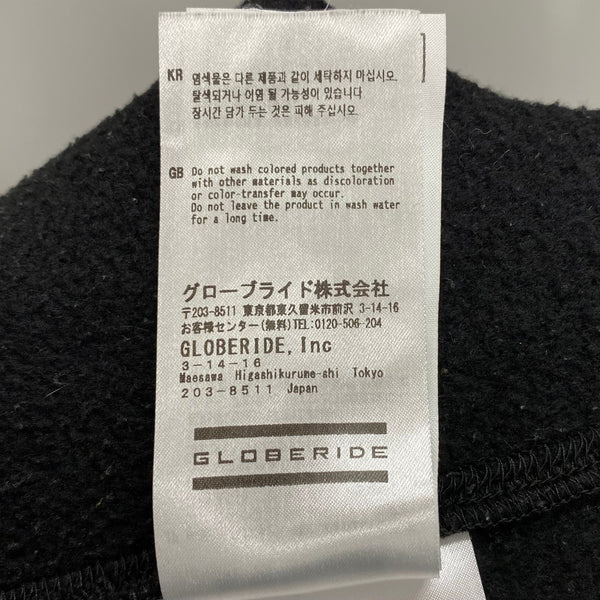 KR 염색물은 다른 제품과 같이 세탁하지 마십시오.
탈색되거나 이염 될 가능성이 있습니다
장시간 담가 두는 것은 피해 주십시오.
GB Do not wash colored products together
with other materials as discoloration
or color-transfer may occur.
Do not leave the product in wash water
for a long time.
グローブライド株式会社
〒203-8511 東京都東久留米市前沢 3-14-16
お客様センター(無料)TEL:0120-506-204
GLOBERIDE, Inc
3-14-16
Maesawa Higashikurume-shi Tokyo
203-8511 Japan
GLOBERIDE